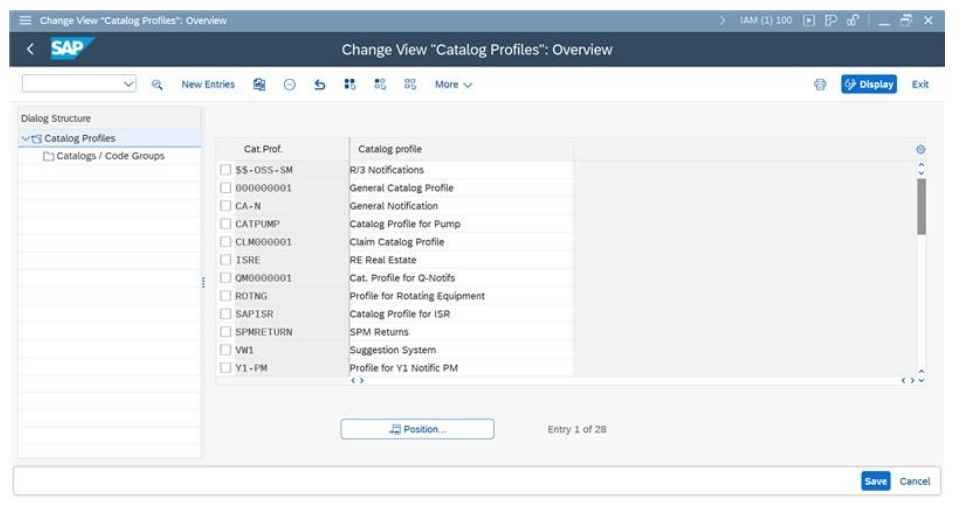 Change View "Catalog Profiles": Overview
IAM (1) 100
SAP
Change View "Catalog Profiles": Overview
New Entries
More
Display
Exit
Dialog Structure
Catalog Profiles
Catalogs / Code Groups
Cat.Prof. Catalog profile
$$-OSS-SM R/3 Notifications
000000001 General Catalog Profile
CA-N General Notification
CATPUMP Catalog Profile for Pump
CLM000001 Claim Catalog Profile
ISRE RE Real Estate
QM0000001 Cat. Profile for Q-Notifs
ROTNG Profile for Rotating Equipment
SAPISR Catalog Profile for ISR
SPMRETURN SPM Returns
VW1 Suggestion System
Y1-PM Profile for Y1 Notific PM
Position...
Entry 1 of 28
Save
Cancel